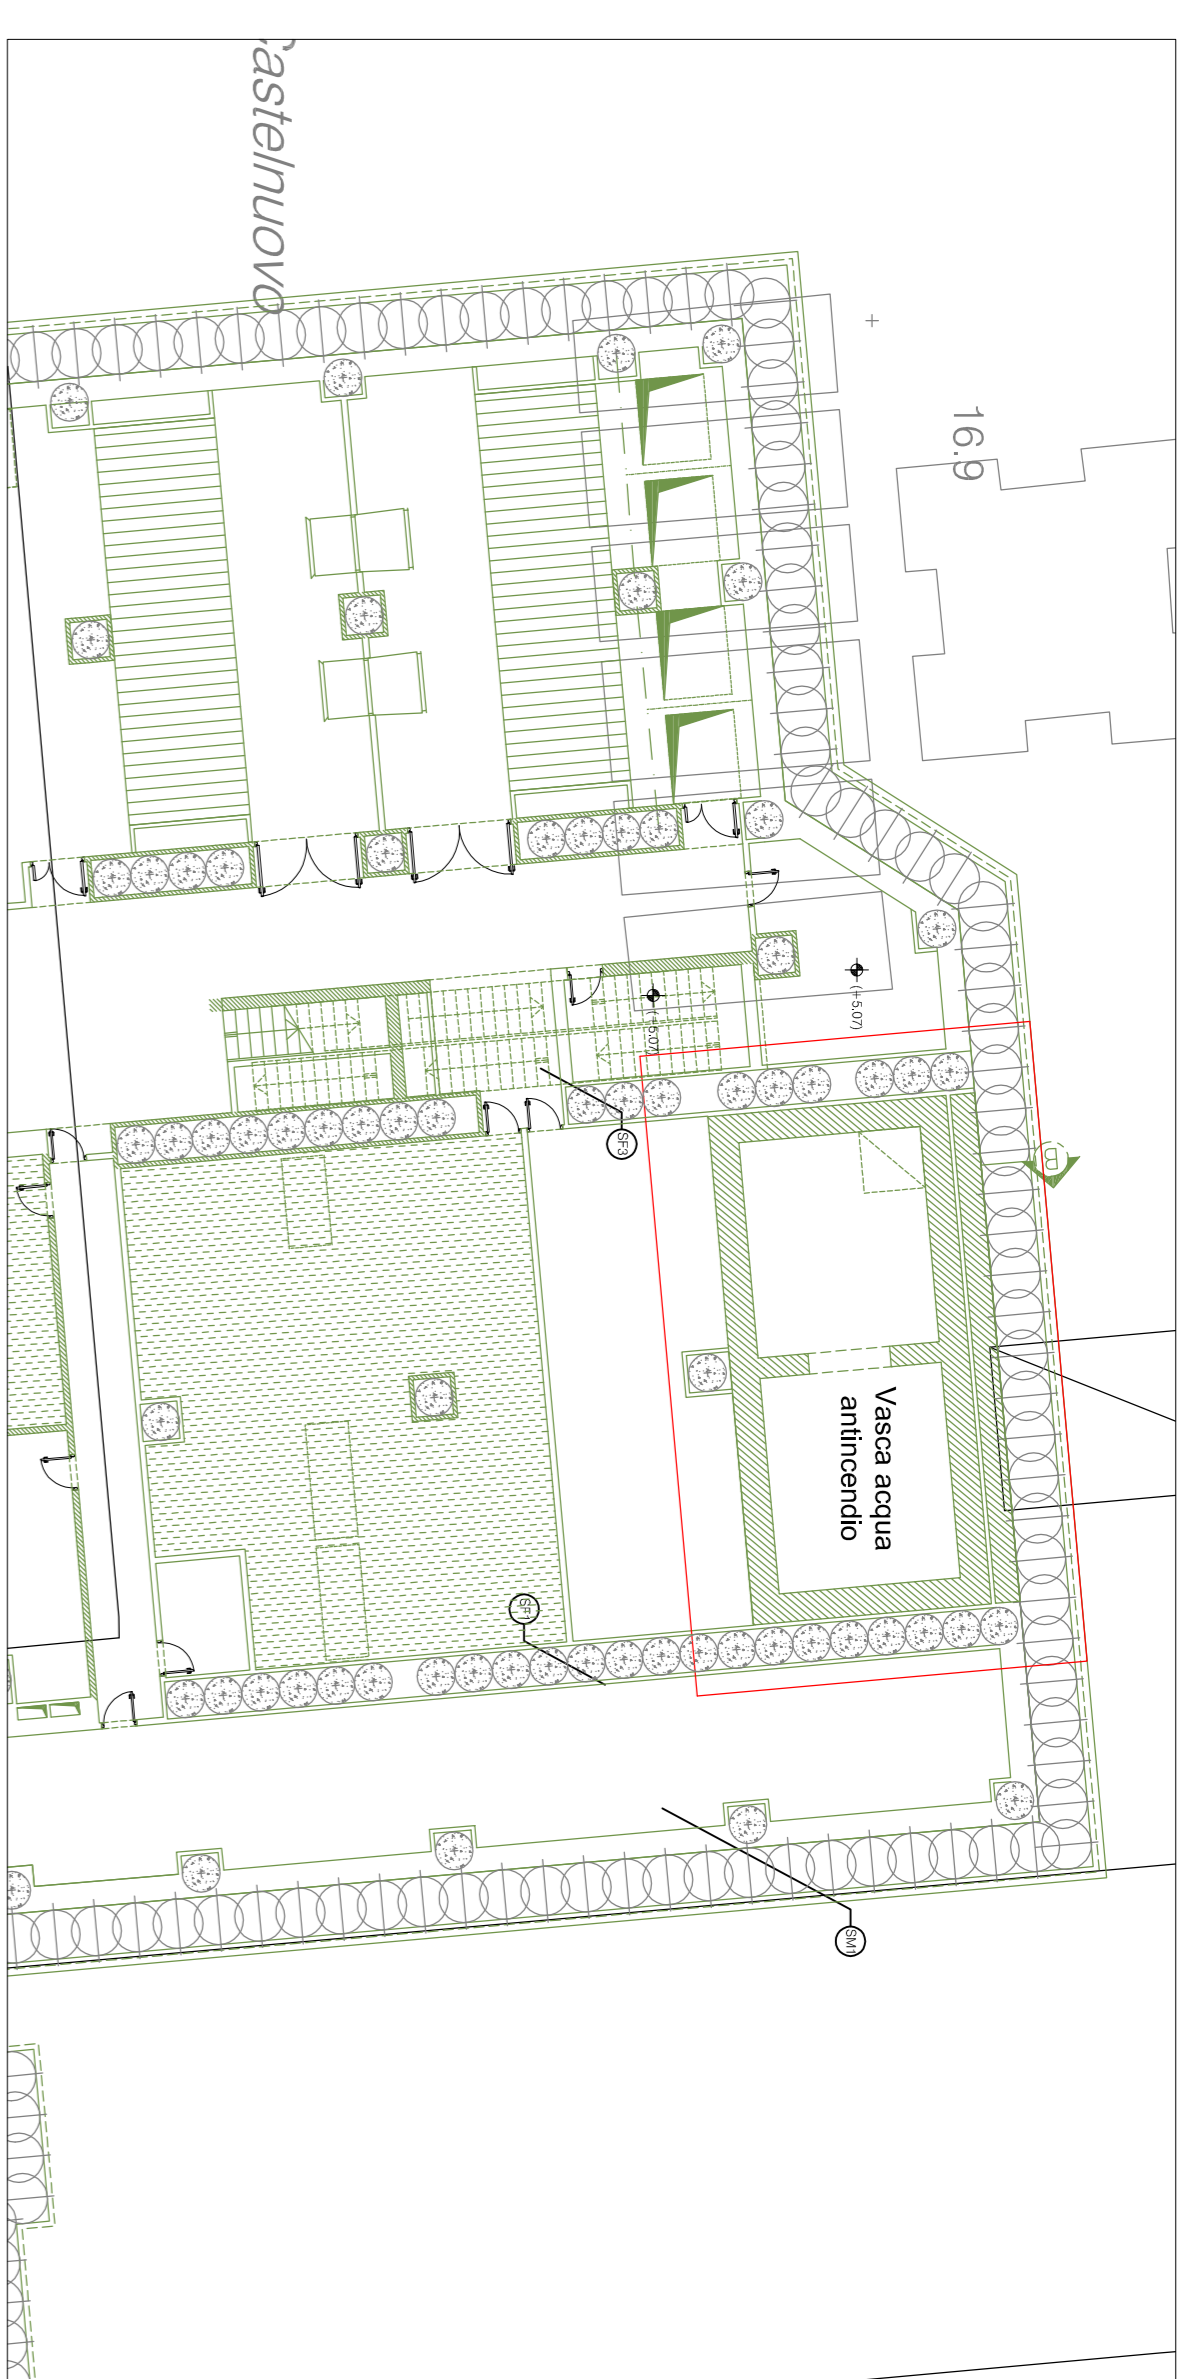 Castelnuovo
16.9
(+5.07)
(+5.07)
SF3
B
Vasca acqua
antincendio
SF1
SM1